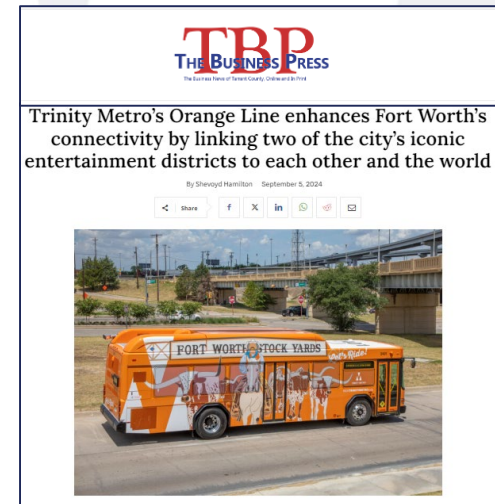 TBP
THE BUSINESS PRESS
The Business News of Tarrant County. Online and In Print
Trinity Metro's Orange Line enhances Fort Worth's
connectivity by linking two of the city's iconic
entertainment districts to each other and the world
By Shevoyd Hamilton September 5, 2024
Share
FORT WORTH STOCK YARDS
Let's Ride!